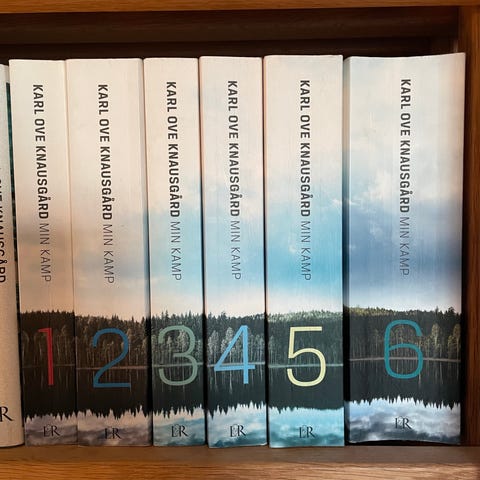 OVE KNAUSGÅRD
R
KARL OVE KNAUSGÅRD MIN KAMP
1
LR
KARL OVE KNAUSGÅRD MIN KAMP
2
LR
KARL OVE KNAUSGÅRD MIN KAMP
3
LR
KARL OVE KNAUSGÅRD MIN KAMP
4
LR
KARL OVE KNAUSGÅRD MIN KAMP
5
LR
KARL OVE KNAUSGÅRD MIN KAMP
6
LR